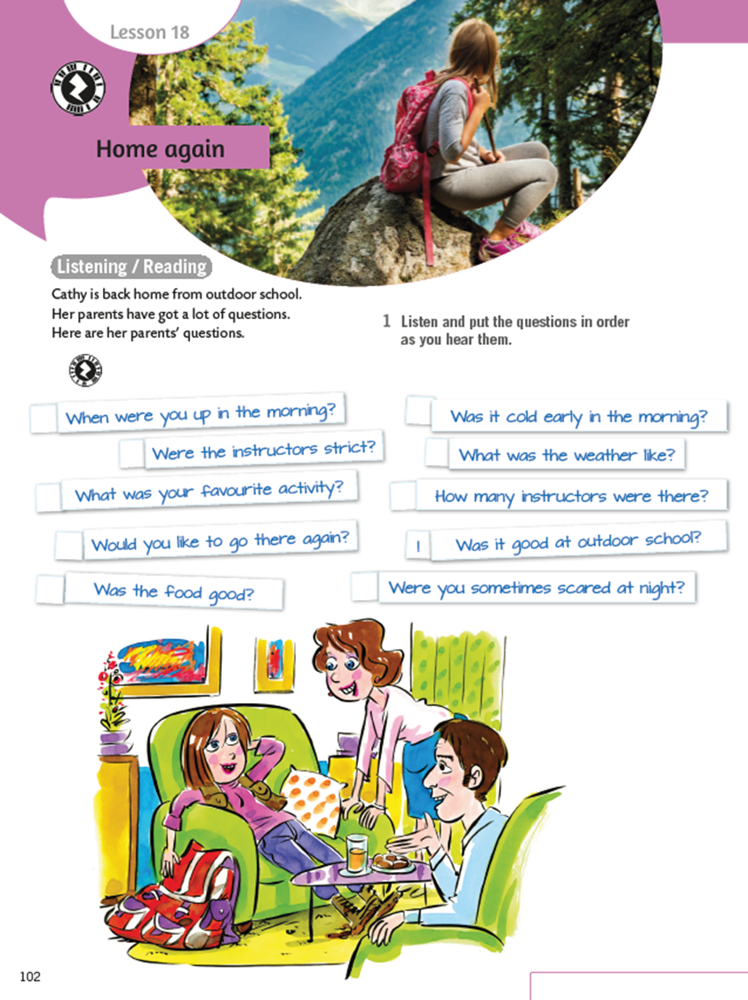 Lesson 18
Home again
Listening / Reading
Cathy is back home from outdoor school.
Her parents have got a lot of questions.
Here are her parents’ questions.
1 Listen and put the questions in order
as you hear them.
When were you up in the morning?
Were the instructors strict?
What was your favourite activity?
Would you like to go there again?
Was the food good?
Was it cold early in the morning?
What was the weather like?
How many instructors were there?
1 Was it good at outdoor school?
Were you sometimes scared at night?
102